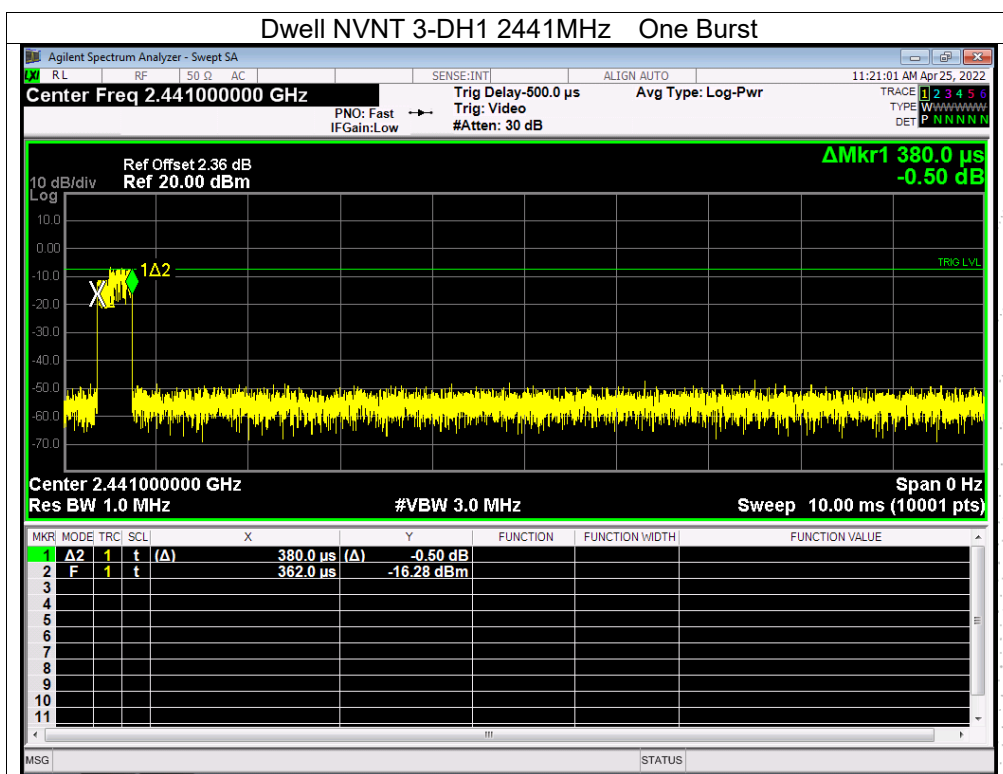 Dwell NVNT 3-DH1 2441MHz One Burst
Agilent Spectrum Analyzer - Swept SA
LXI RL RF 50 Ω AC SENSE:INT ALIGN AUTO 11:21:01 AM Apr 25, 2022
Center Freq 2.441000000 GHz Trig Delay-500.0 µs Avg Type: Log-Pwr TRACE 1 2 3 4 5 6
PNO: Fast Trig: Video TYPE WWWWWWW
IFGain:Low #Atten: 30 dB DET P N N N N N
Ref Offset 2.36 dB ΔMkr1 380.0 µs
10 dB/div Ref 20.00 dBm -0.50 dB
Log
10.0
0.00
TRIG LVL
-10.0 1Δ2
-20.0
-30.0
-40.0
-50.0
-60.0
-70.0
Center 2.441000000 GHz Span 0 Hz
Res BW 1.0 MHz #VBW 3.0 MHz Sweep 10.00 ms (10001 pts)
MKR MODE TRC SCL X Y FUNCTION FUNCTION WIDTH FUNCTION VALUE
1 Δ2 1 t (Δ) 380.0 µs (Δ) -0.50 dB
2 F 1 t 362.0 µs -16.28 dBm
3
4
5
6
7
8
9
10
11
MSG STATUS